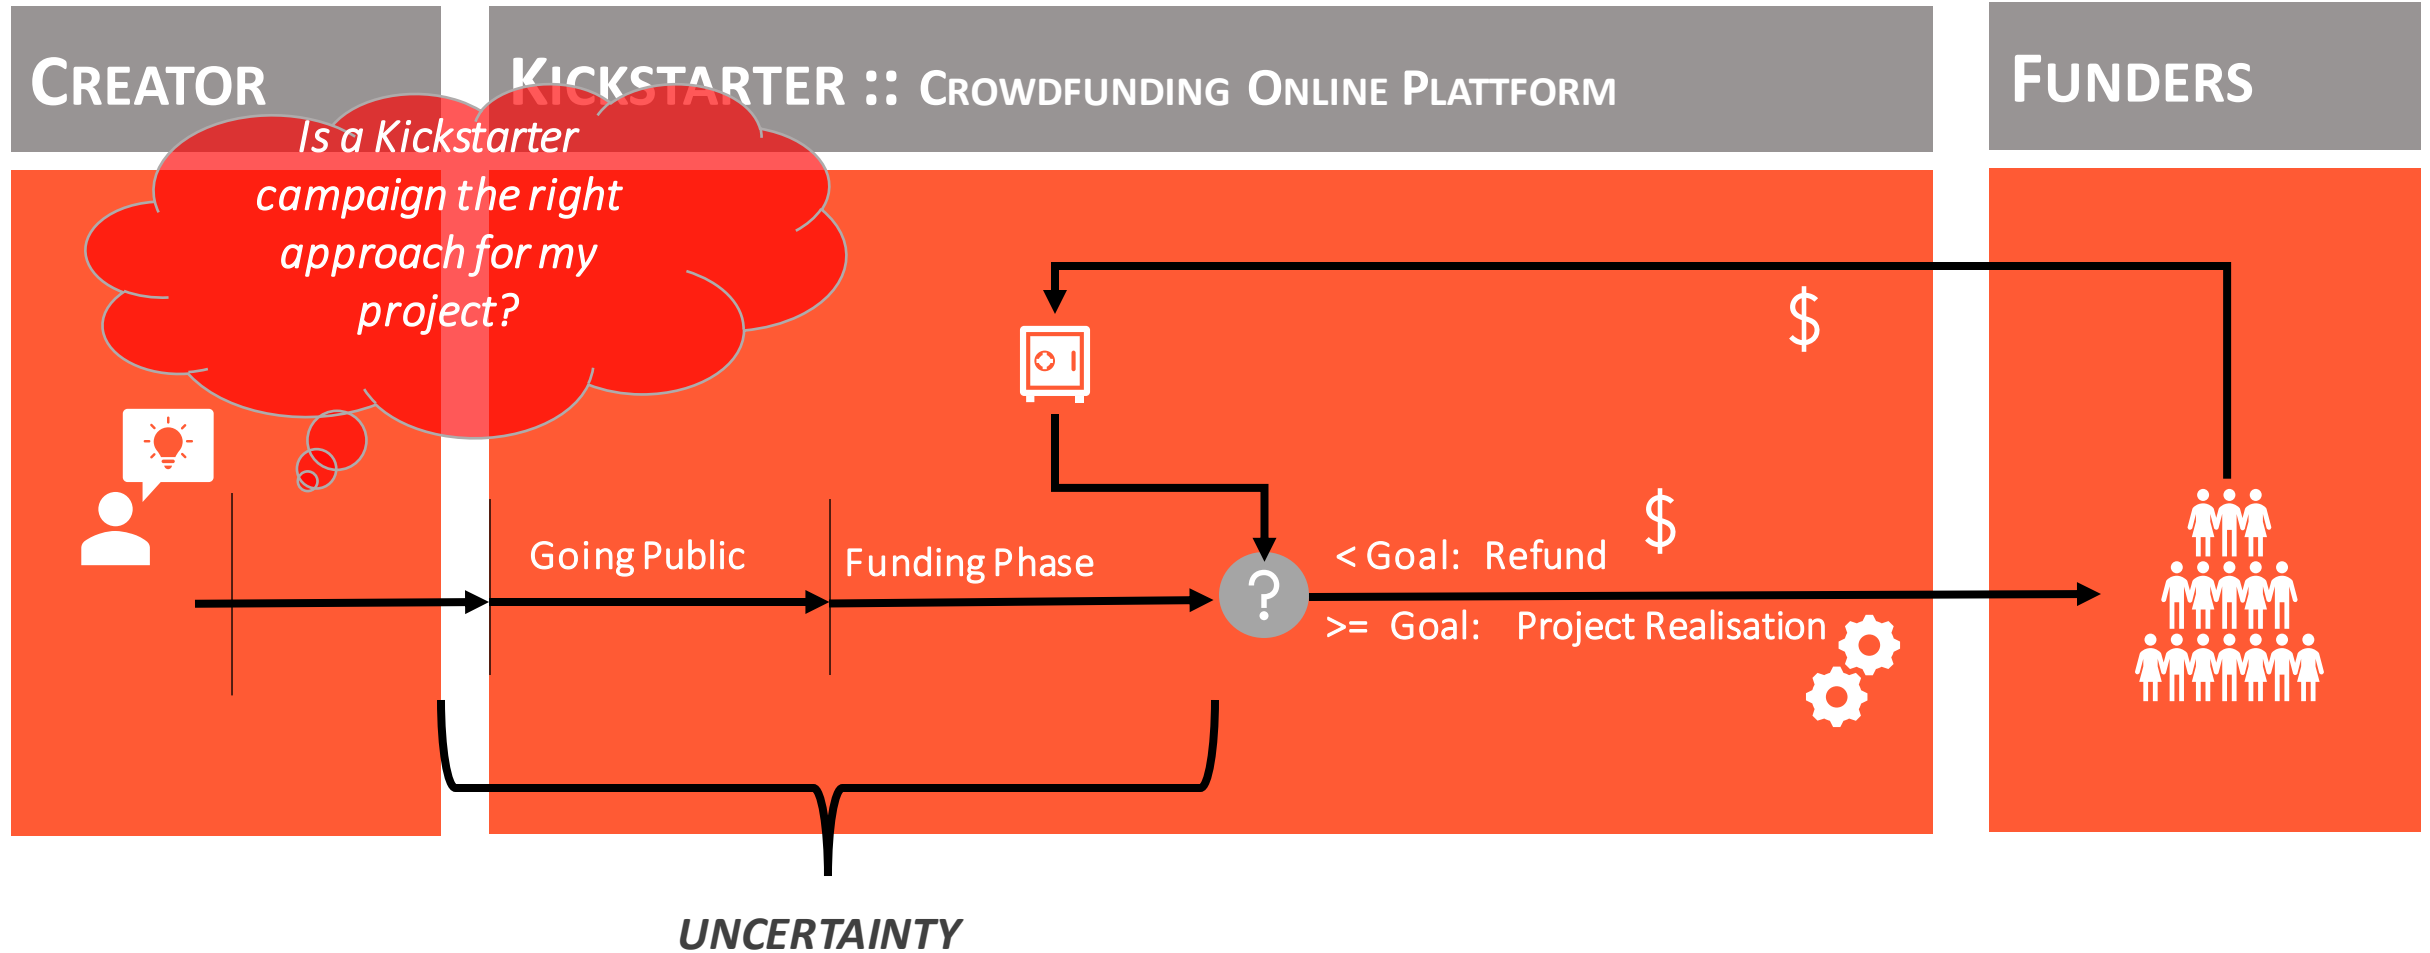 CREATOR
KICKSTARTER :: CROWDFUNDING ONLINE PLATTFORM
FUNDERS
Is a Kickstarter
campaign the right
approach for my
project?
$
$
Going Public
Funding Phase
?
< Goal: Refund
>= Goal: Project Realisation
UNCERTAINTY